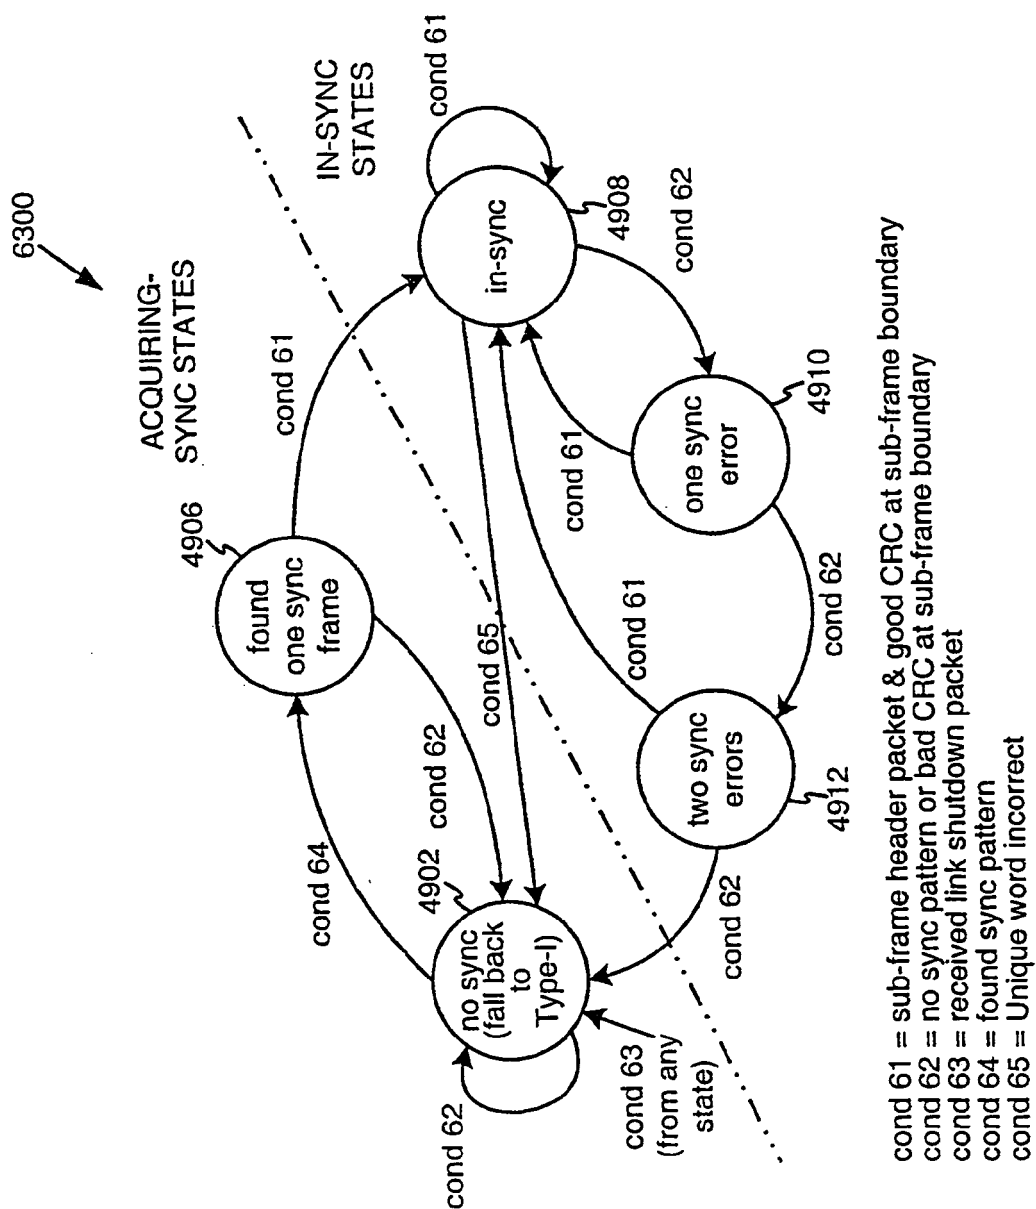 6300
ACQUIRING-
SYNC STATES
IN-SYNC
STATES
4906
found
one sync
frame
cond 61
cond 61
in-sync
4908
cond 64
cond 62
cond 65
cond 61
cond 61
cond 62
4902
no sync
(fall back
to
Type-I)
cond 62
cond 63
(from any
state)
cond 62
two sync
errors
4912
cond 62
one sync
error
4910
cond 61 = sub-frame header packet & good CRC at sub-frame boundary
cond 62 = no sync pattern or bad CRC at sub-frame boundary
cond 63 = received link shutdown packet
cond 64 = found sync pattern
cond 65 = Unique word incorrect